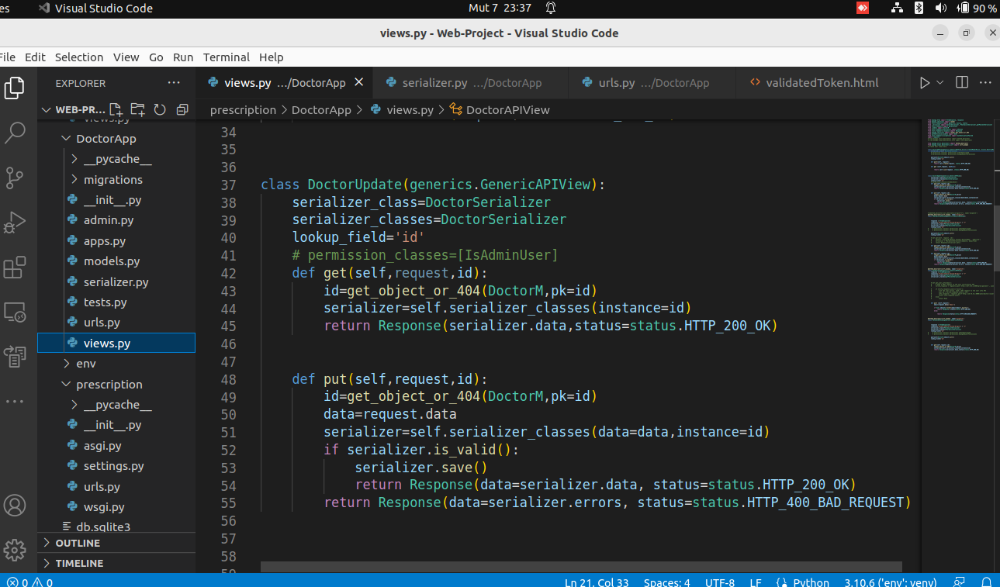 es Visual Studio Code Mut 7 23:37 90 %
views.py - Web-Project - Visual Studio Code
File Edit Selection View Go Run Terminal Help
EXPLORER ...
views.py .../DoctorApp serializer.py .../DoctorApp urls.py .../DoctorApp validatedToken.html ...
WEB-PR...
prescription > DoctorApp > views.py > DoctorAPIView
views.py
DoctorApp
__pycache__
migrations
__init__.py
admin.py
apps.py
models.py
serializer.py
tests.py
urls.py
views.py
env
prescription
__pycache__
__init__.py
asgi.py
settings.py
urls.py
wsgi.py
db.sqlite3
OUTLINE
TIMELINE
34
35
36
37 class DoctorUpdate(generics.GenericAPIView):
38 serializer_class=DoctorSerializer
39 serializer_classes=DoctorSerializer
40 lookup_field='id'
41 # permission_classes=[IsAdminUser]
42 def get(self,request,id):
43 id=get_object_or_404(DoctorM,pk=id)
44 serializer=self.serializer_classes(instance=id)
45 return Response(serializer.data,status=status.HTTP_200_OK)
46
47
48 def put(self,request,id):
49 id=get_object_or_404(DoctorM,pk=id)
50 data=request.data
51 serializer=self.serializer_classes(data=data,instance=id)
52 if serializer.is_valid():
53 serializer.save()
54 return Response(data=serializer.data, status=status.HTTP_200_OK)
55 return Response(data=serializer.errors, status=status.HTTP_400_BAD_REQUEST)
56
57
58
59
0 0 Ln 21, Col 33 Spaces: 4 UTF-8 LF {} Python 3.10.6 ('env': venv)